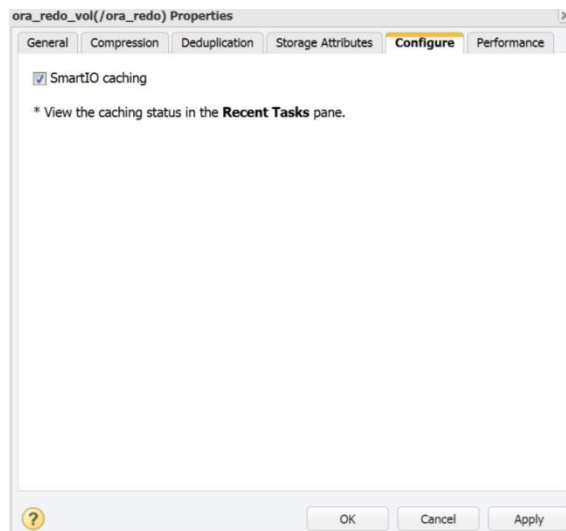 ora_redo_vol(/ora_redo) Properties
General Compression Deduplication Storage Attributes Configure Performance
SmartIO caching
* View the caching status in the Recent Tasks pane.
? OK Cancel Apply